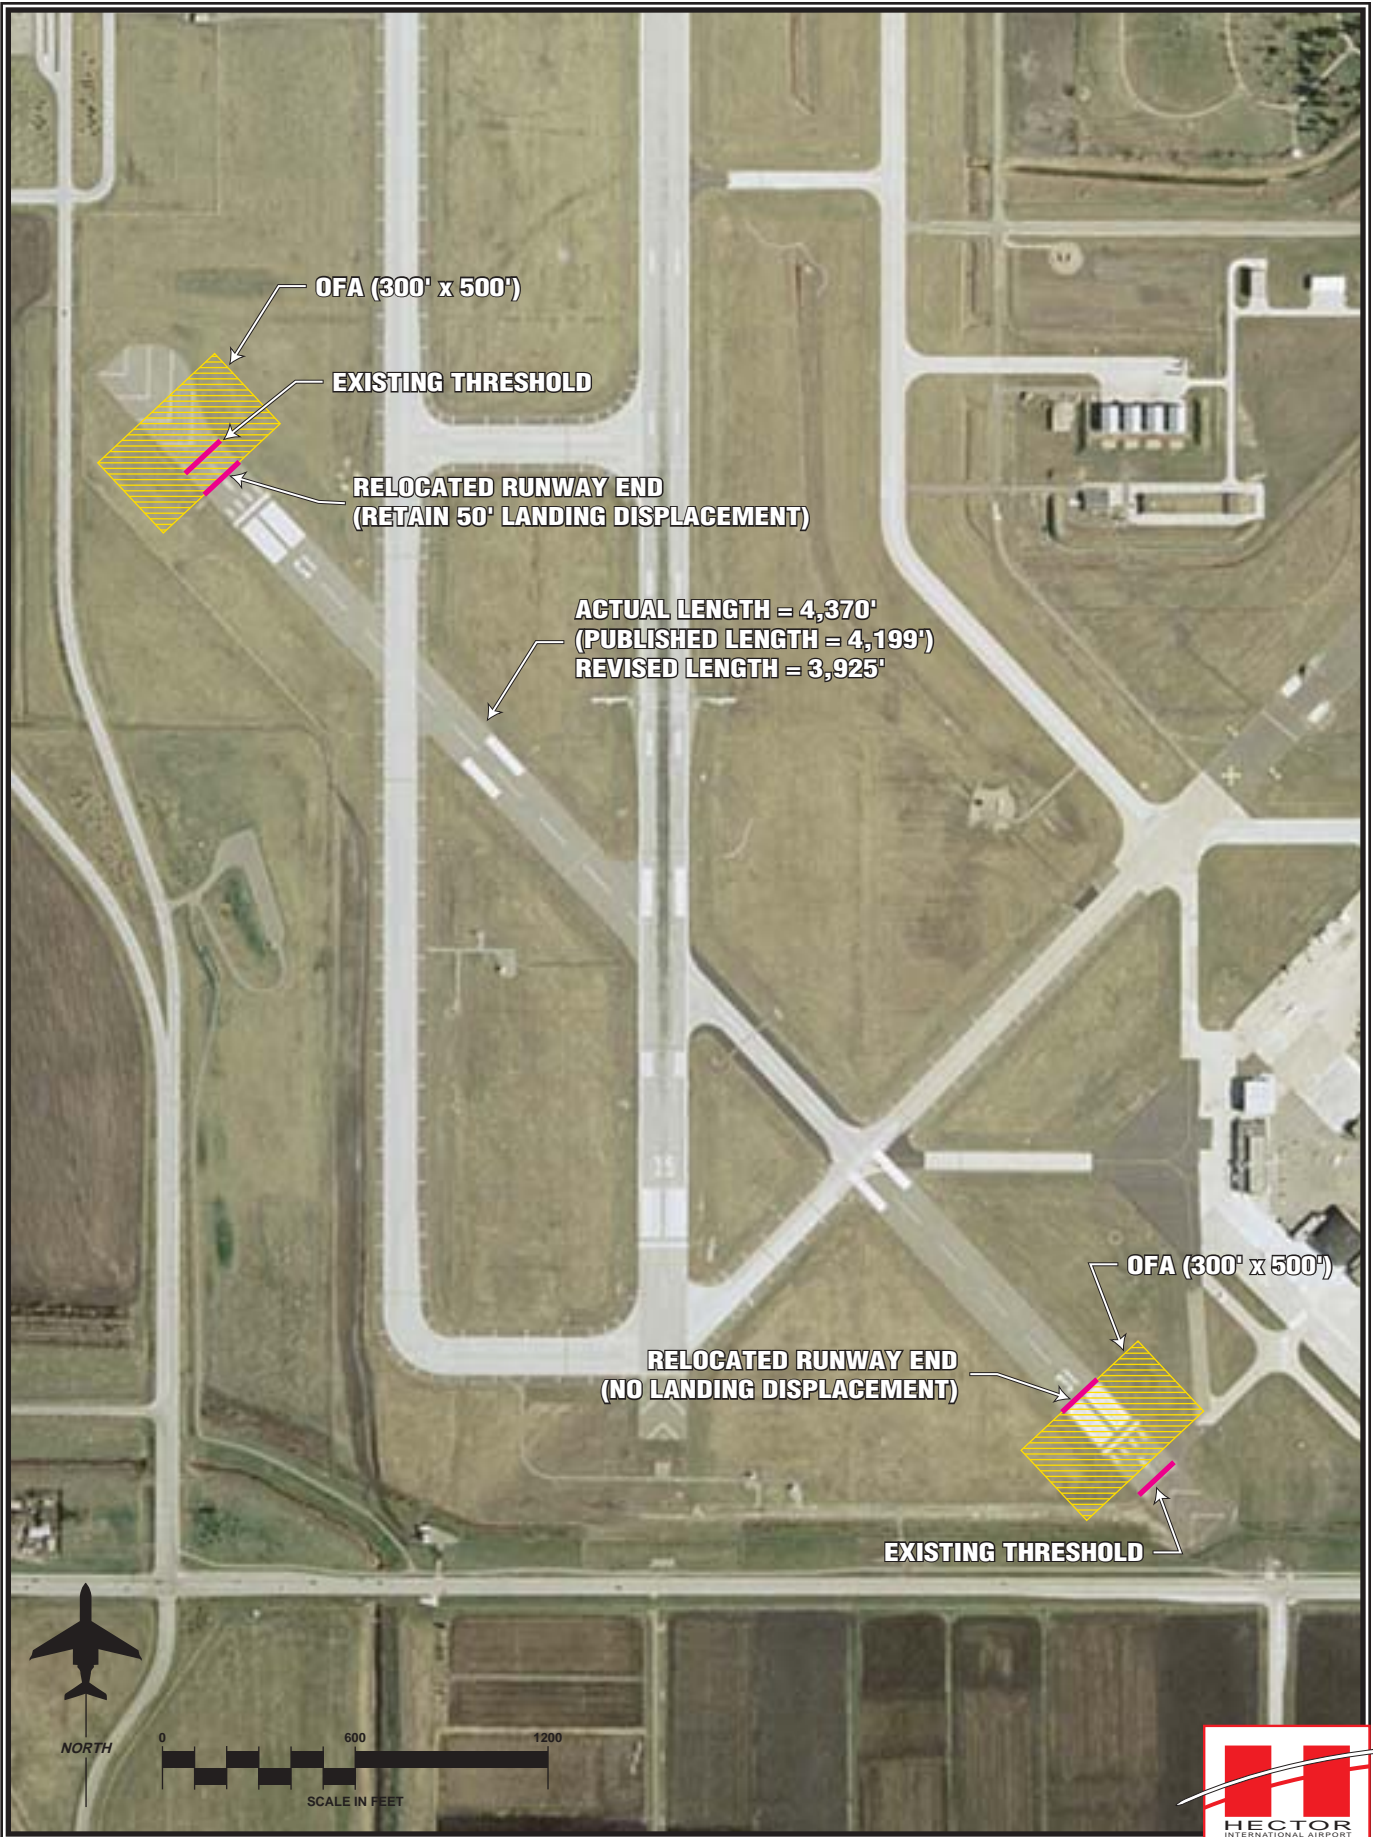 OFA (300' x 500')
EXISTING THRESHOLD
RELOCATED RUNWAY END
(RETAIN 50' LANDING DISPLACEMENT)
ACTUAL LENGTH = 4,370'
(PUBLISHED LENGTH = 4,199')
REVISED LENGTH = 3,925'
OFA (300' x 500')
RELOCATED RUNWAY END
(NO LANDING DISPLACEMENT)
EXISTING THRESHOLD
NORTH
0 600 1200
SCALE IN FEET
HECTOR
INTERNATIONAL AIRPORT